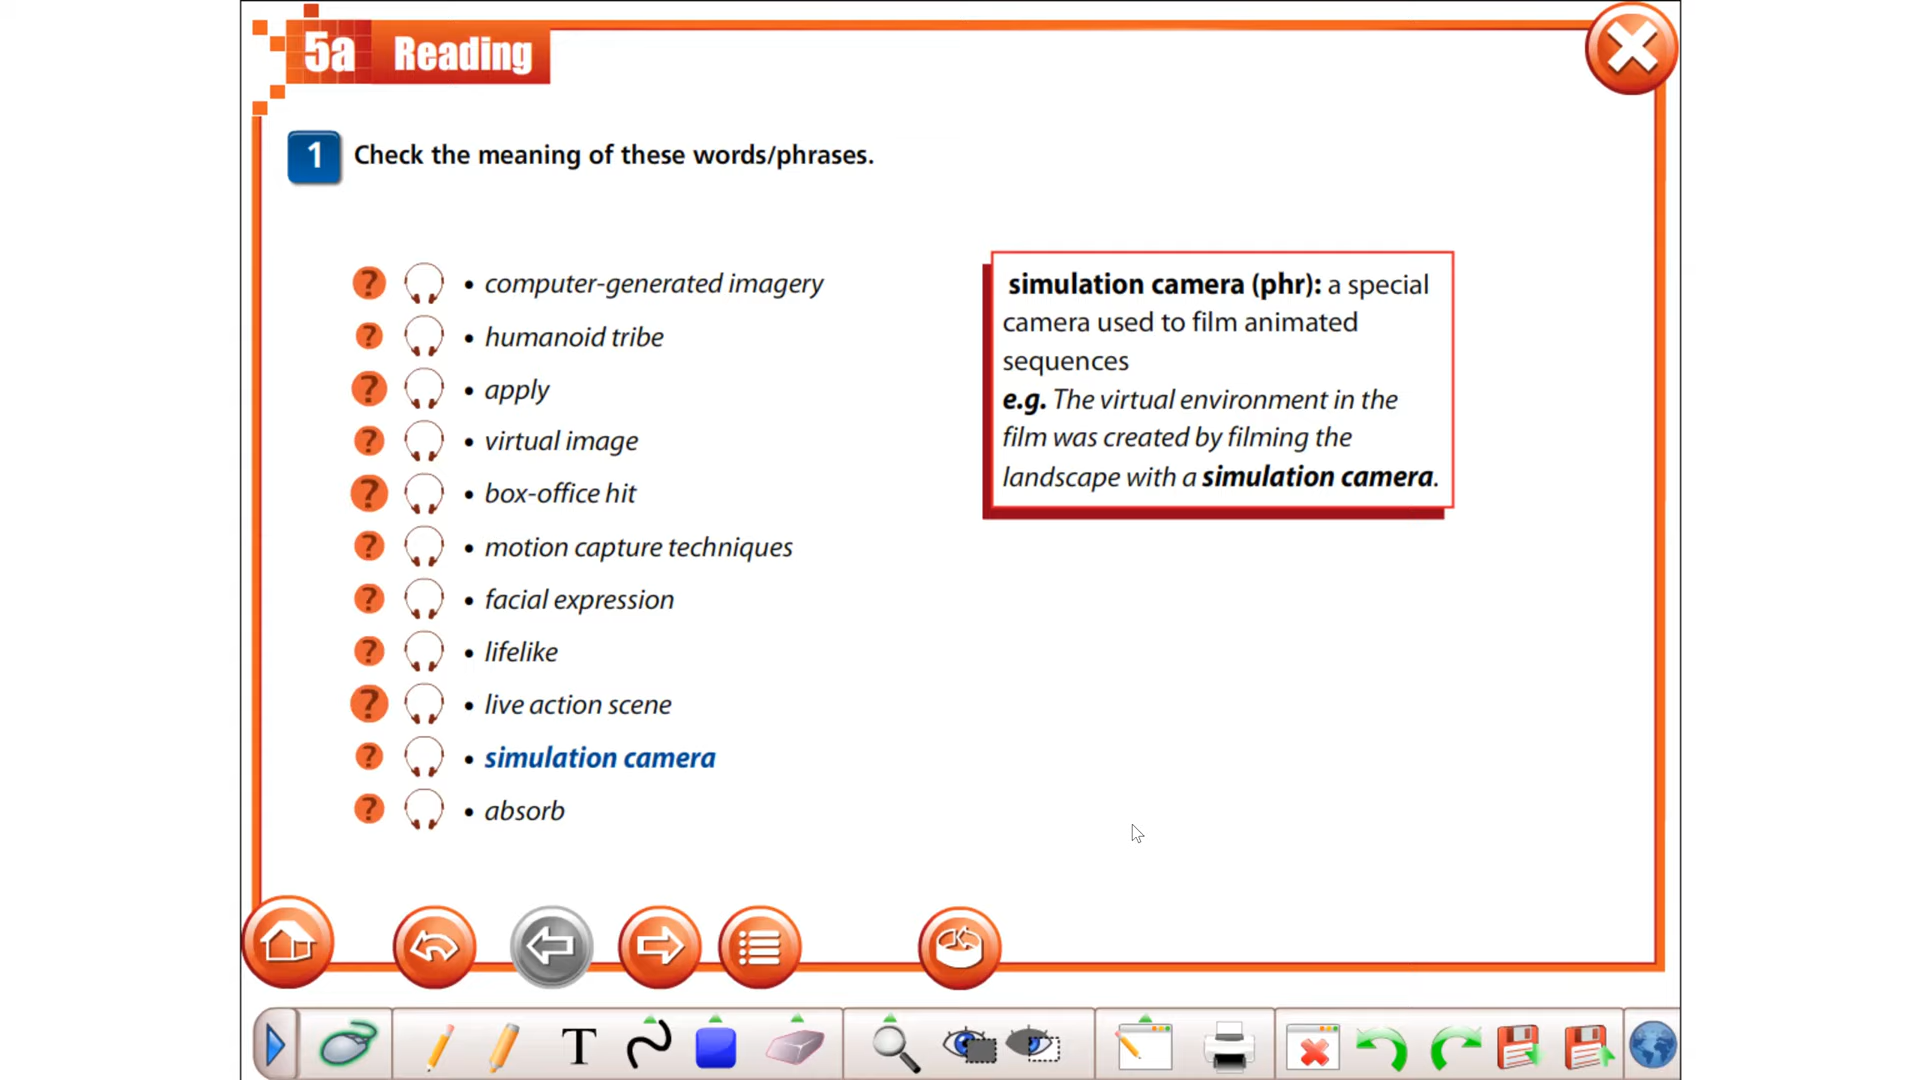 5a Reading
1 Check the meaning of these words/phrases.
? • computer-generated imagery
? • humanoid tribe
? • apply
? • virtual image
? • box-office hit
? • motion capture techniques
? • facial expression
? • lifelike
? • live action scene
? • simulation camera
? • absorb
simulation camera (phr): a special
camera used to film animated
sequences
e.g. The virtual environment in the
film was created by filming the
landscape with a simulation camera.
T